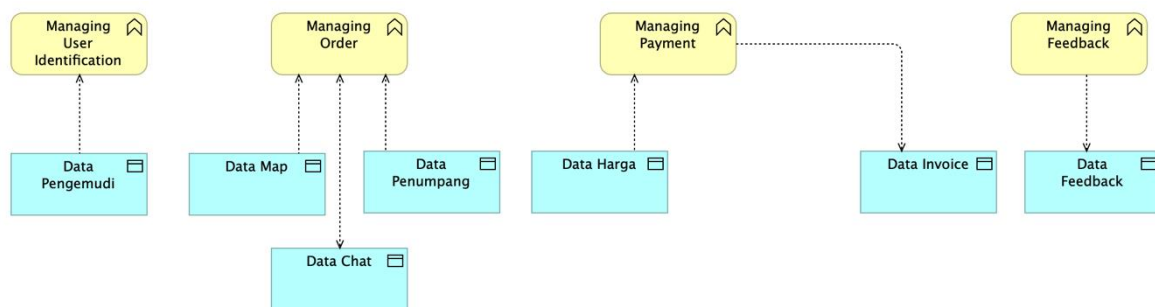 Managing
User
Identification
Managing
Order
Managing
Payment
Managing
Feedback
Data
Pengemudi
Data Map
Data
Penumpang
Data Harga
Data Invoice
Data
Feedback
Data Chat